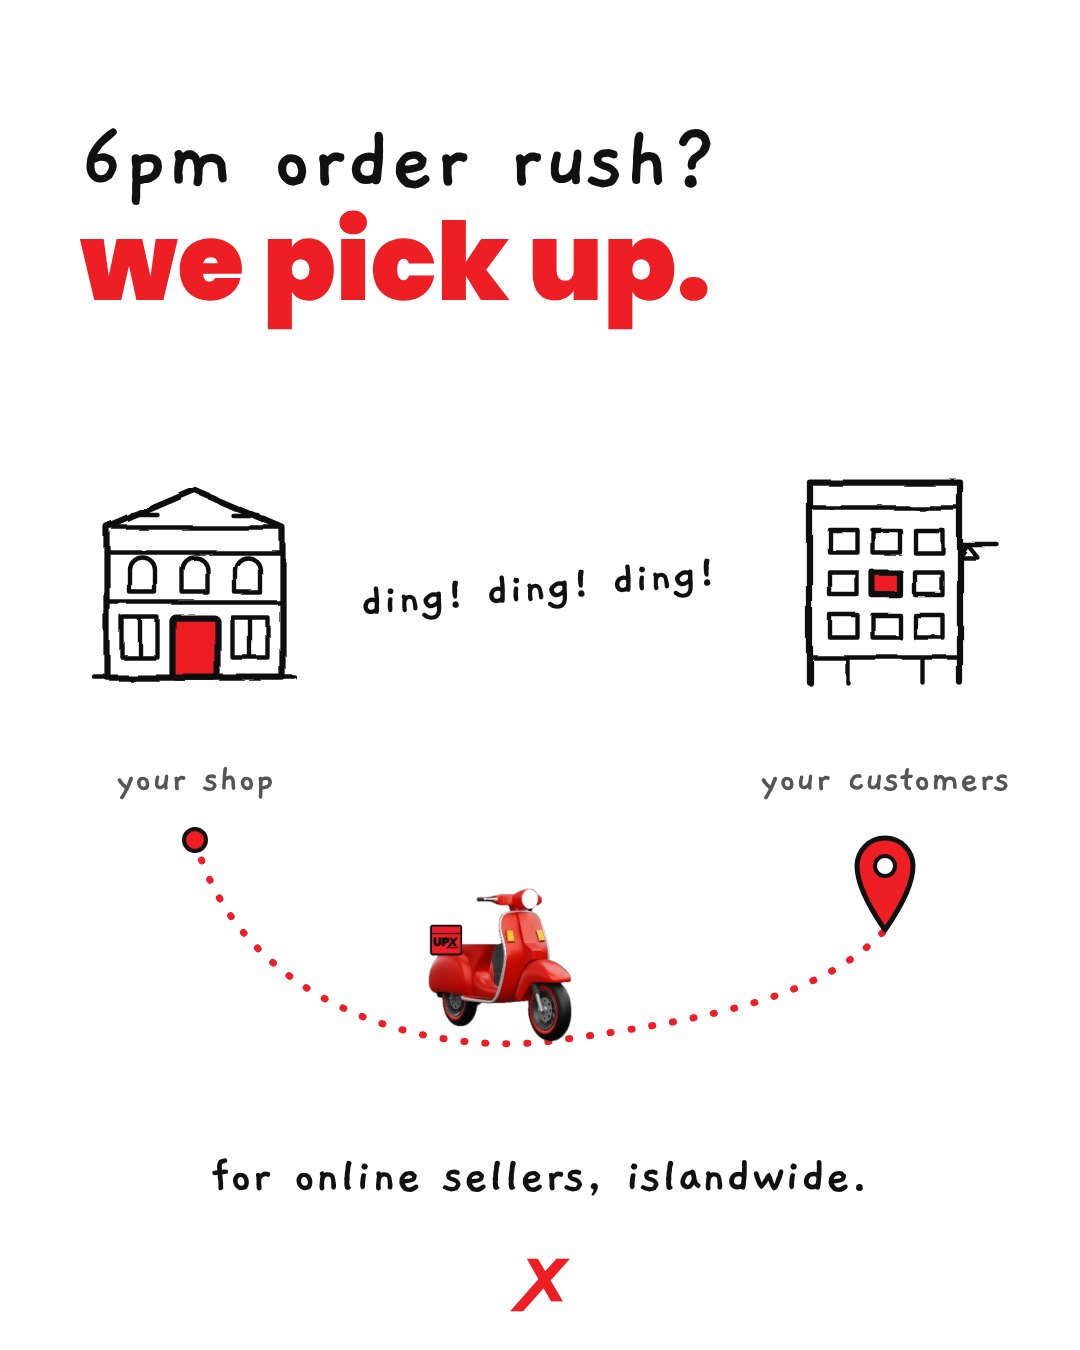 6pm order rush?
we pick up.
ding! ding! ding!
your shop
your customers
UPX
for online sellers, islandwide.
X